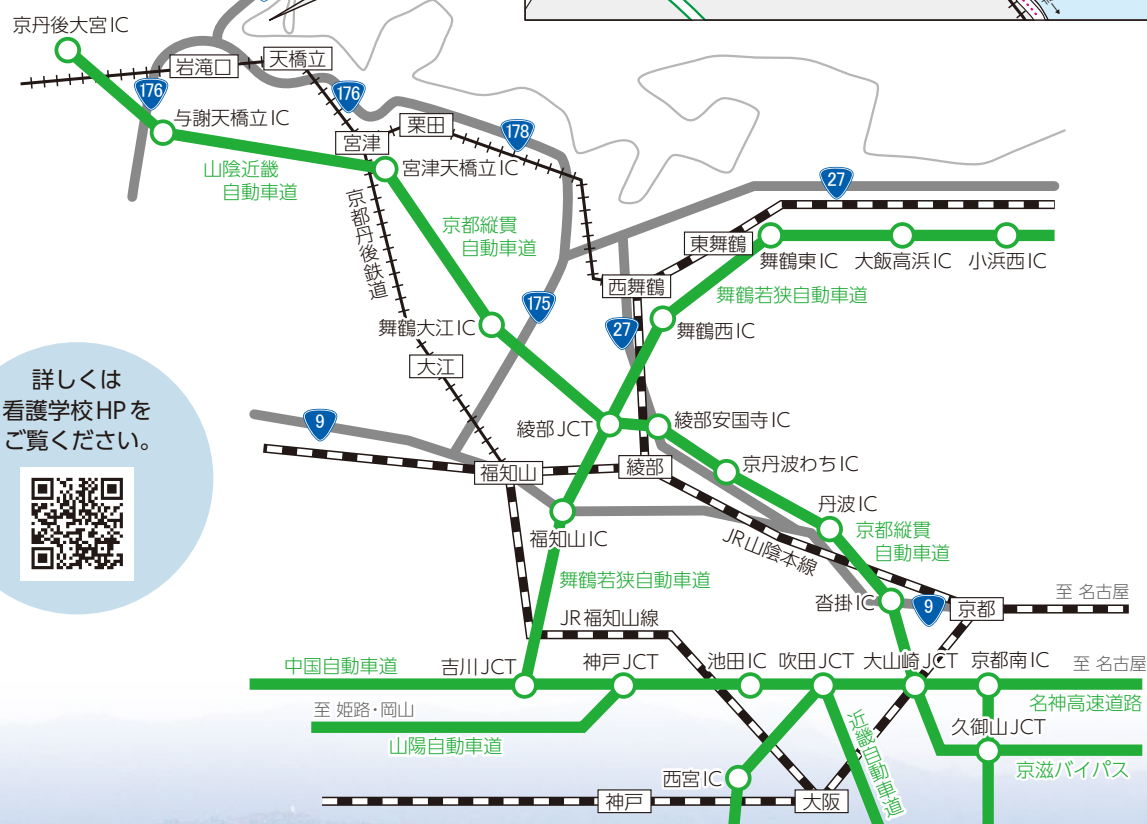 京丹後大宮IC
岩滝口
天橋立
176
176
与謝天橋立IC
宮津
栗田
178
山陰近畿
自動車道
宮津天橋立IC
27
京都丹後鉄道
京都縦貫
自動車道
東舞鶴
舞鶴東IC
大飯高浜IC
小浜西IC
西舞鶴
舞鶴若狭自動車道
175
舞鶴大江IC
27
舞鶴西IC
大江
詳しくは
看護学校HPを
ご覧ください。
9
綾部JCT
綾部安国寺IC
福知山
綾部
京丹波わちIC
丹波IC
福知山IC
JR山陰本線
京都縦貫
自動車道
舞鶴若狭自動車道
沓掛IC
9
京都
至 名古屋
JR福知山線
中国自動車道
吉川JCT
神戸JCT
池田IC
吹田JCT
大山崎JCT
京都南IC
至 名古屋
至 姫路・岡山
名神高速道路
山陽自動車道
近畿自動車道
久御山JCT
西宮IC
京滋バイパス
神戸
大阪